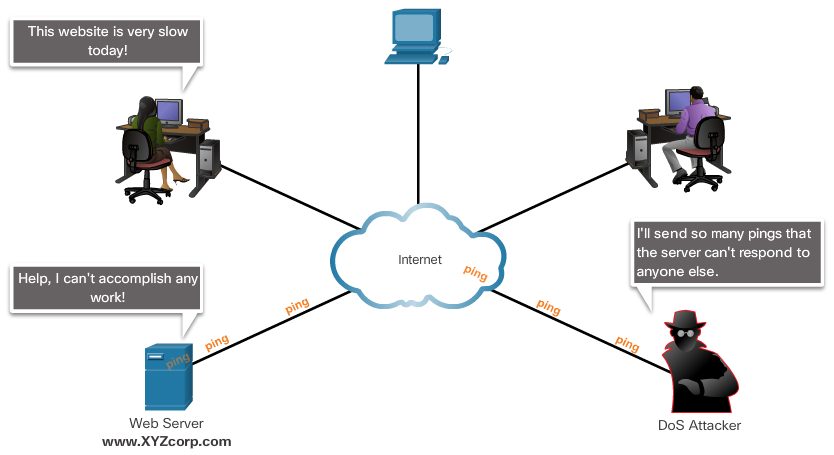 This website is very slow
today!
I'll send so many pings that
the server can't respond to
anyone else.
Internet
ping
Help, I can't accomplish any
work!
ping
ping
ping
ping
ping
Web Server
www.XYZcorp.com
DoS Attacker